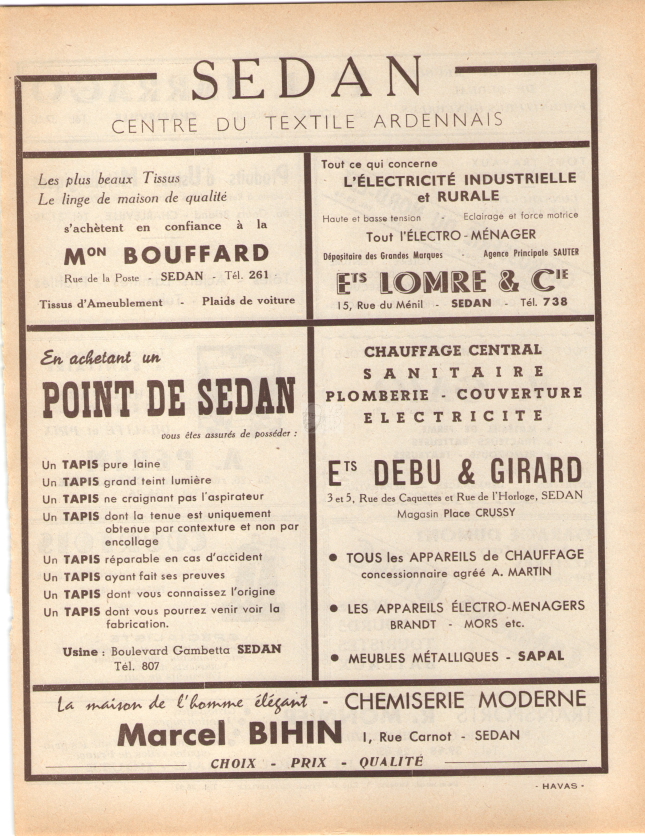 SEDAN
CENTRE DU TEXTILE ARDENNAIS
Les plus beaux Tissus
Le linge de maison de qualité
s'achètent en confiance à la
MON BOUFFARD
Rue de la Poste - SEDAN - Tél. 261
Tissus d'Ameublement - Plaids de voiture
Tout ce qui concerne
L'ÉLECTRICITÉ INDUSTRIELLE
et RURALE
Haute et basse tension - Eclairage et force motrice
Tout l'ÉLECTRO-MÉNAGER
Dépositaire des Grandes Marques - Agence Principale SAUTER
ETS LOMRE & CIE
15, Rue du Ménil - SEDAN - Tél. 738
En achetant un
POINT DE SEDAN
vous êtes assurés de posséder :
Un TAPIS pure laine
Un TAPIS grand teint lumière
Un TAPIS ne craignant pas l'aspirateur
Un TAPIS dont la tenue est uniquement
obtenue par contexture et non par
encollage
Un TAPIS réparable en cas d'accident
Un TAPIS ayant fait ses preuves
Un TAPIS dont vous connaissez l'origine
Un TAPIS dont vous pourrez venir voir la
fabrication.
Usine : Boulevard Gambetta SEDAN
Tél. 807
CHAUFFAGE CENTRAL
SANITAIRE
PLOMBERIE - COUVERTURE
ELECTRICITE
ETS DEBU & GIRARD
3 et 5, Rue des Caquettes et Rue de l'Horloge, SEDAN
Magasin Place CRUSSY
• TOUS les APPAREILS de CHAUFFAGE
concessionnaire agréé A. MARTIN
• LES APPAREILS ÉLECTRO-MENAGERS
BRANDT - MORS etc.
• MEUBLES MÉTALLIQUES - SAPAL
La maison de l'homme élégant - CHEMISERIE MODERNE
Marcel BIHIN 1, Rue Carnot - SEDAN
CHOIX - PRIX - QUALITÉ
- HAVAS -